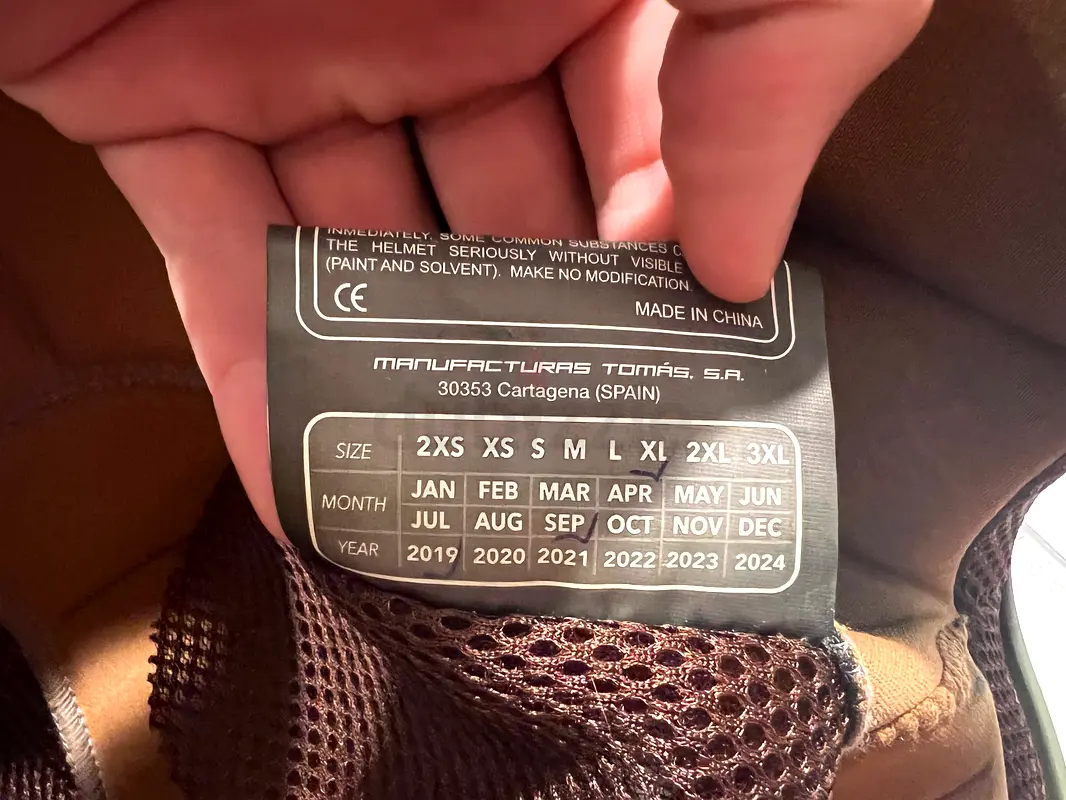 INMEDIATELY. SOME COMMON SUBSTANCES
THE HELMET SERIOUSLY WITHOUT VISIBLE
(PAINT AND SOLVENT). MAKE NO MODIFICATION.
CE
MADE IN CHINA
MANUFACTURAS TOMÁS, S.A.
30353 Cartagena (SPAIN)
SIZE 2XS XS S M L XL 2XL 3XL
MONTH JAN FEB MAR APR MAY JUN
JUL AUG SEP OCT NOV DEC
YEAR 2019 2020 2021 2022 2023 2024